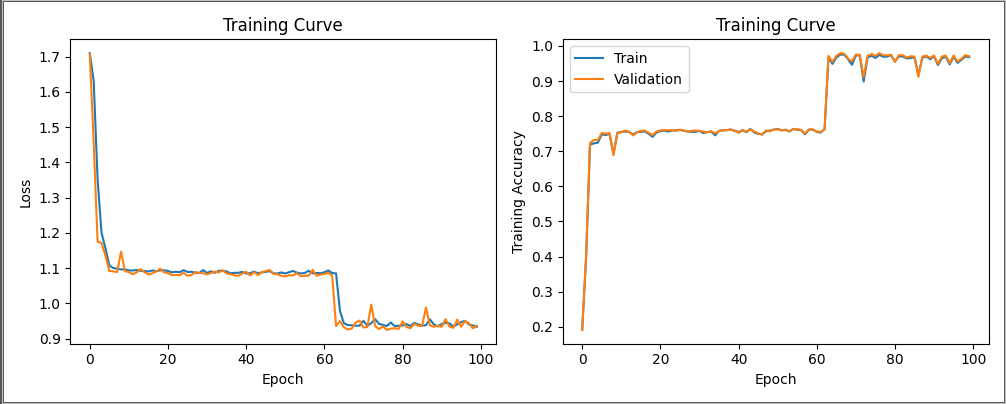 Training Curve
Loss
1.7
1.6
1.5
1.4
1.3
1.2
1.1
1.0
0.9
0 20 40 60 80 100
Epoch
Training Curve
Train
Validation
Training Accuracy
1.0
0.9
0.8
0.7
0.6
0.5
0.4
0.3
0.2
0 20 40 60 80 100
Epoch